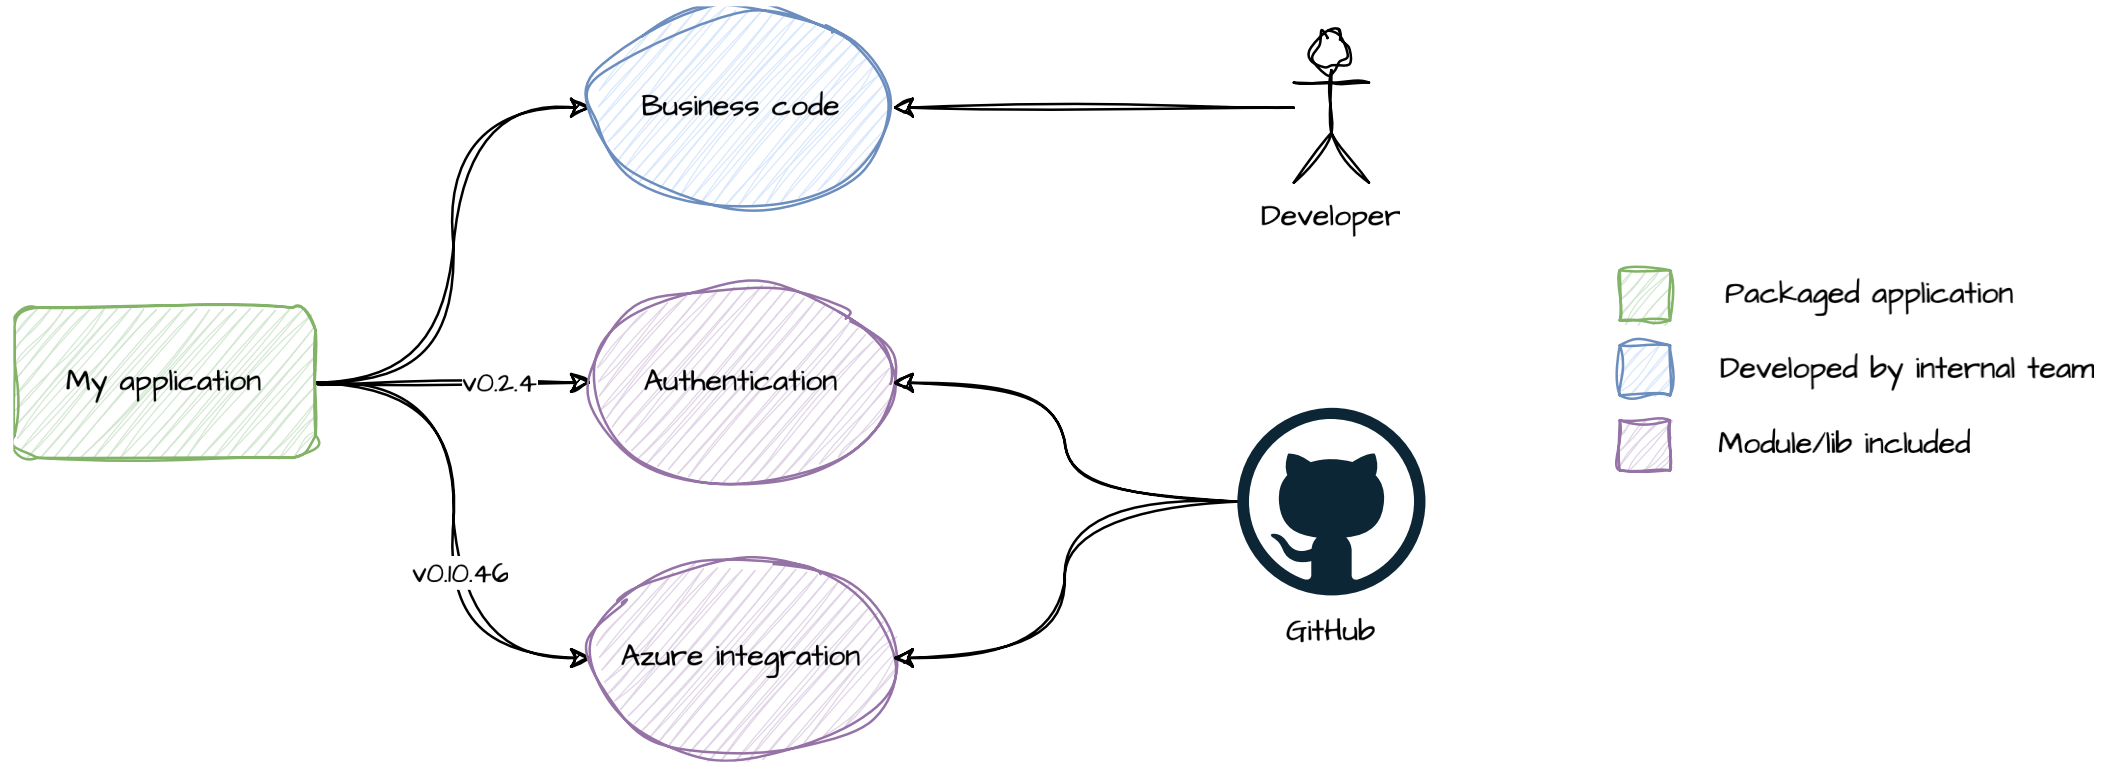 Business code
Developer
Packaged application
Developed by internal team
Module/lib included
My application
v0.2.4
Authentication
v0.10.46
Azure integration
GitHub